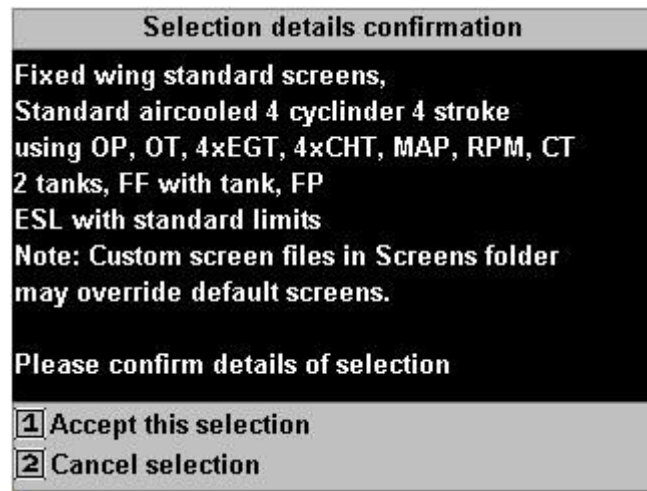 Selection details confirmation
Fixed wing standard screens,
Standard aircooled 4 cyclinder 4 stroke
using OP, OT, 4xEGT, 4xCHT, MAP, RPM, CT
2 tanks, FF with tank, FP
ESL with standard limits
Note: Custom screen files in Screens folder
may override default screens.
Please confirm details of selection
1 Accept this selection
2 Cancel selection